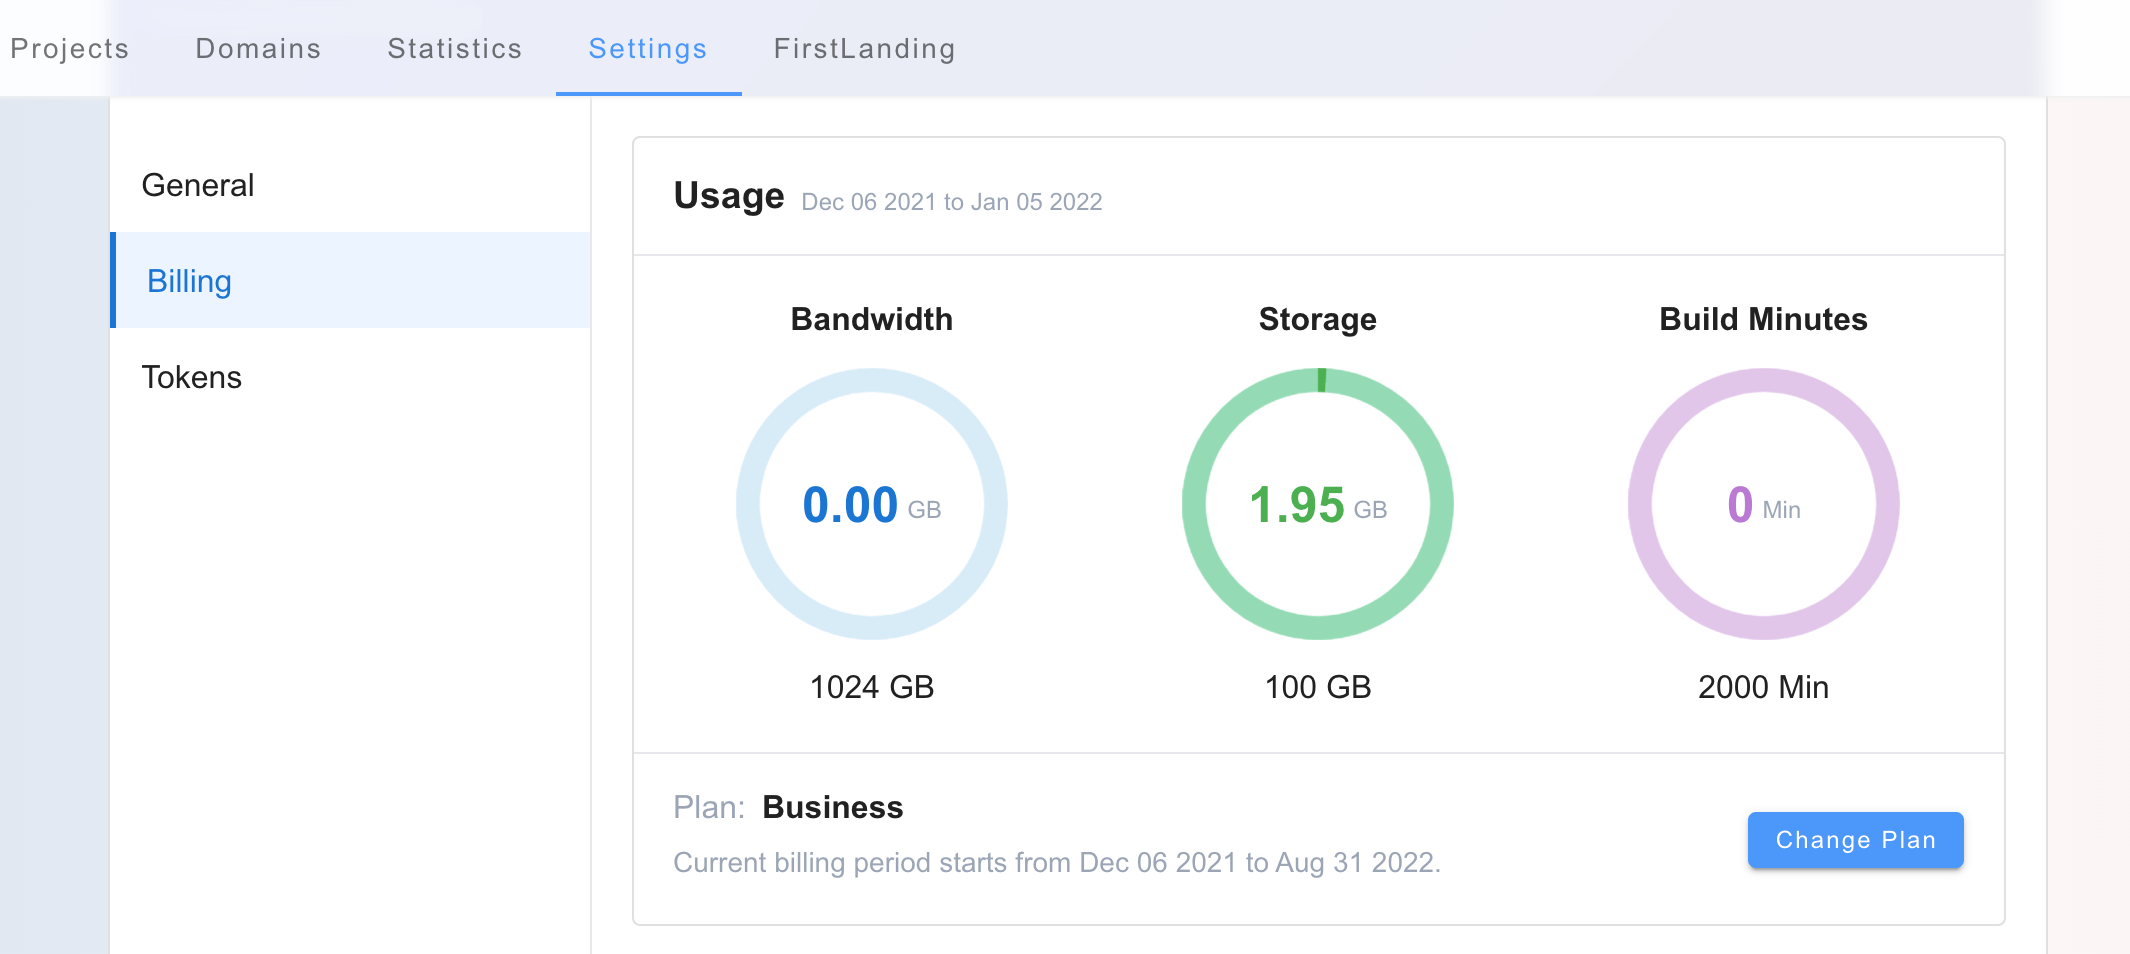 Projects Domains Statistics Settings FirstLanding
General
Billing
Tokens
Usage Dec 06 2021 to Jan 05 2022
Bandwidth Storage Build Minutes
0.00 GB 1.95 GB 0 Min
1024 GB 100 GB 2000 Min
Plan: Business
Current billing period starts from Dec 06 2021 to Aug 31 2022.
Change Plan